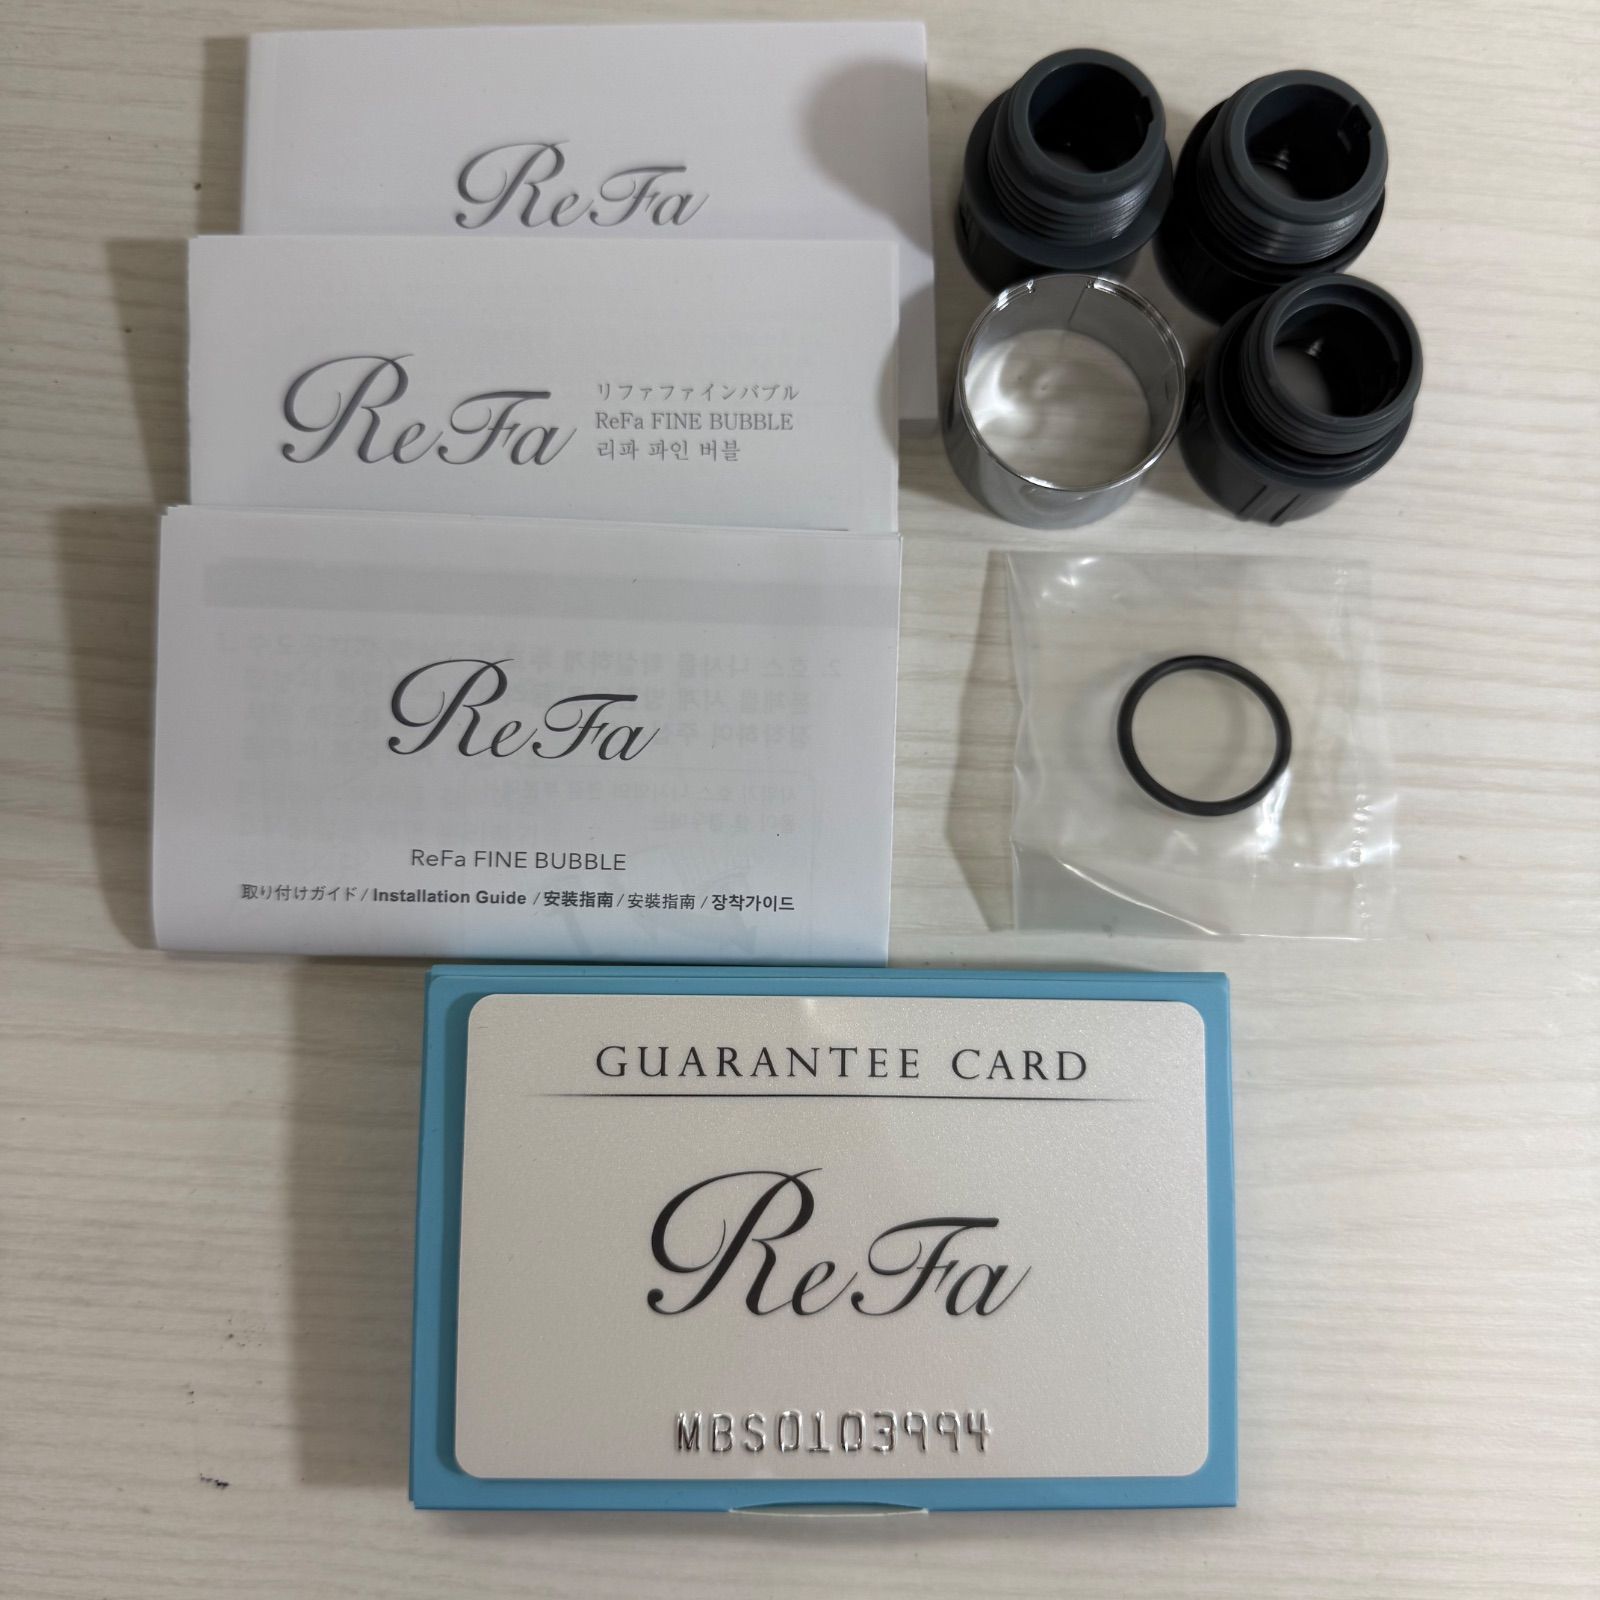 ReFa
ReFa
リファファインバブル
ReFa FINE BUBBLE
리파 파인 버블
ReFa
ReFa FINE BUBBLE
取り付けガイド / Installation Guide / 安装指南 / 安裝指南 / 장착가이드
GUARANTEE CARD
ReFa
MBS0103994